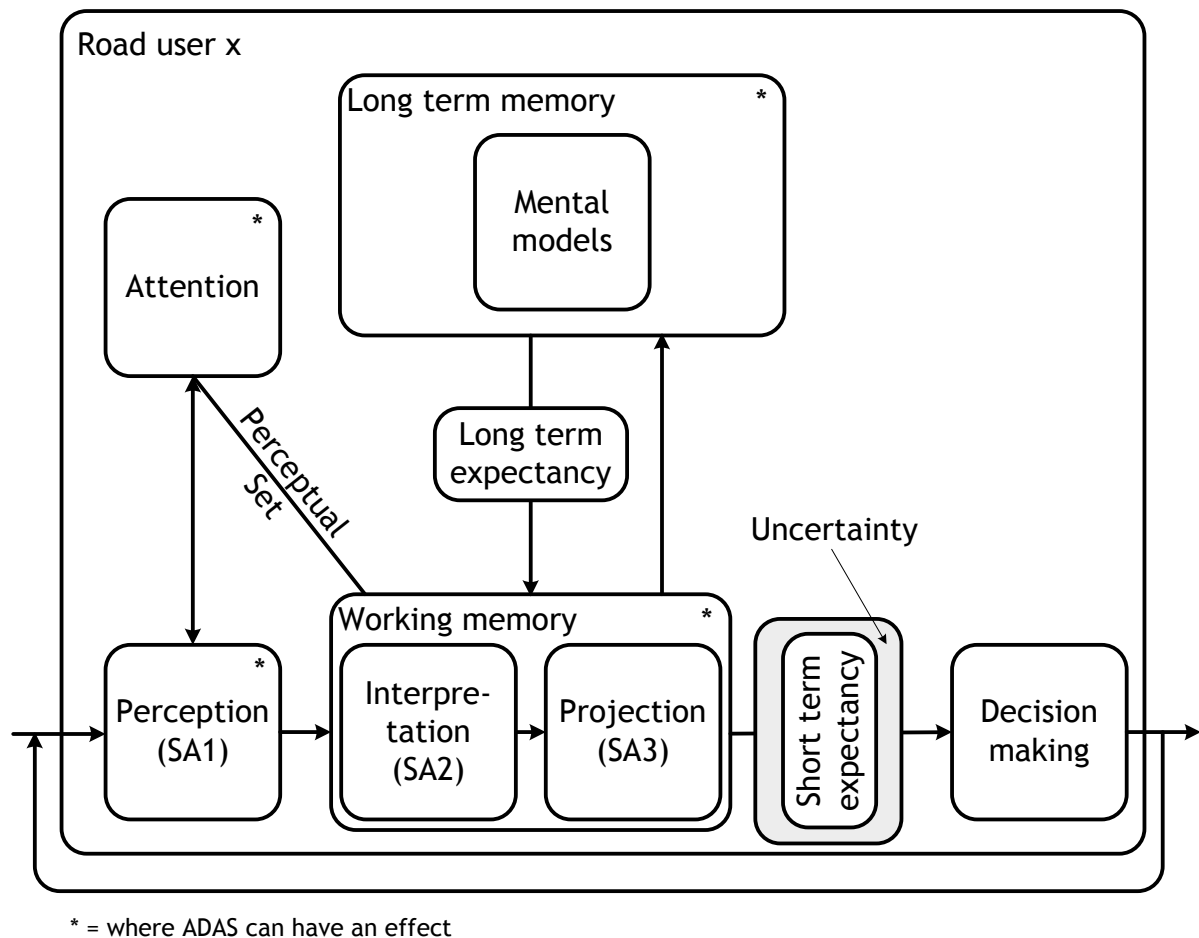 Road user x
Long term memory *
Mental
models
*
Attention
Perceptual
Set
Long term
expectancy
Uncertainty
Working memory *
*
Perception
(SA1)
Interpre-
tation
(SA2)
Projection
(SA3)
Short term
expectancy
Decision
making
* = where ADAS can have an effect